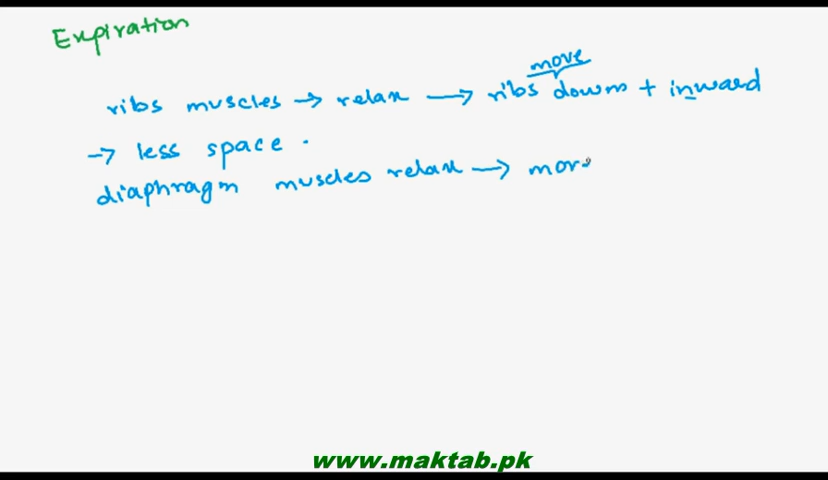 Expiration
move
ribs muscles → relax → ribs down + inward
→ less space .
diaphragm muscles relax → mor
www.maktab.pk